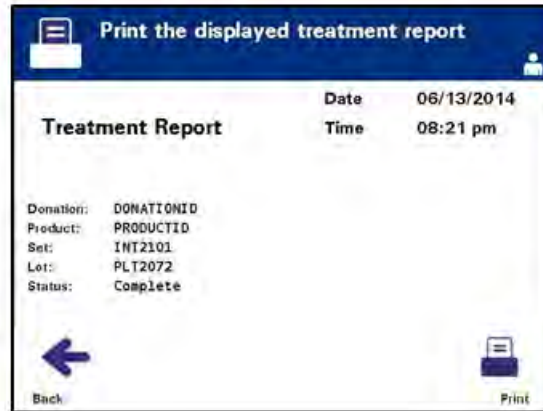 Print the displayed treatment report
Date 06/13/2014
Treatment Report Time 08:21 pm
Donation: DONATIONID
Product: PRODUCTID
Set: INT2101
Lot: PLT2072
Status: Complete
Back Print